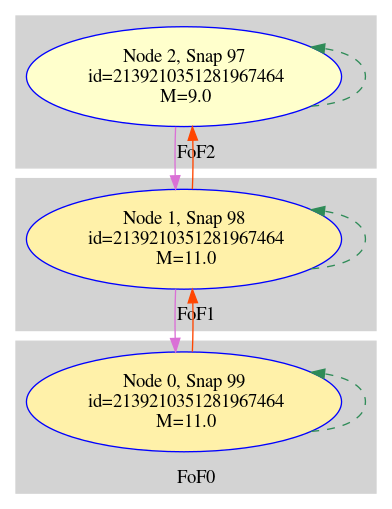 Node 2, Snap 97
id=2139210351281967464
M=9.0
FoF2
Node 1, Snap 98
id=2139210351281967464
M=11.0
FoF1
Node 0, Snap 99
id=2139210351281967464
M=11.0
FoF0